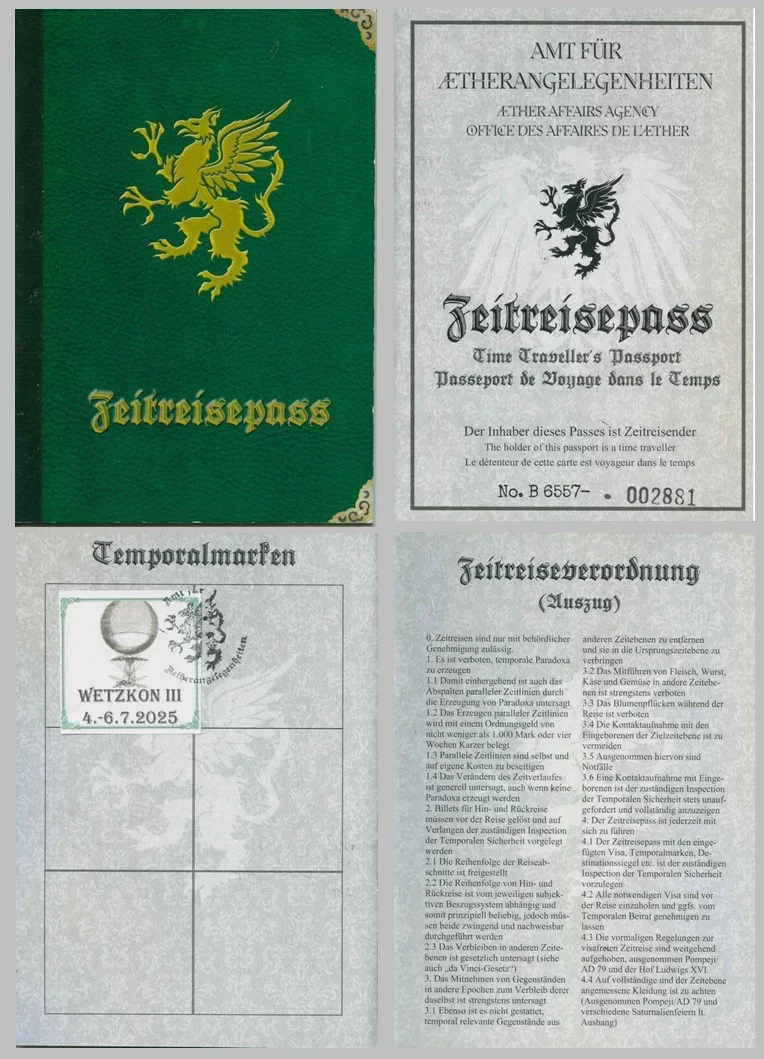 Zeitreisepass
AMT FÜR
ÆTHERANGELEGENHEITEN
ÆTHER AFFAIRS AGENCY
OFFICE DES AFFAIRES DE L'ÆTHER
Zeitreisepass
Time Traveller's Passport
Passeport de Voyage dans le Temps
Der Inhaber dieses Passes ist Zeitreisender
The holder of this passport is a time traveller
Le détenteur de cette carte est voyageur dans le temps
No. B 6557- • 002881
Temporalmarken
Amt für
Aetherangelegenheiten
WETZKON III
4.-6.7.2025
Zeitreiseverordnung
(Auszug)
0. Zeitreisen sind nur mit behördlicher
Genehmigung zulässig.
1. Es ist verboten, temporale Paradoxa
zu erzeugen
1.1 Damit einhergehend ist auch das
Abspalten paralleler Zeitlinien durch
die Erzeugung von Paradoxa untersagt
1.2 Das Erzeugen paralleler Zeitlinien
wird mit einem Ordnungsgeld von
nicht weniger als 1.000 Mark oder vier
Wochen Karzer belegt
1.3 Parallele Zeitlinien sind selbst und
auf eigene Kosten zu beseitigen
1.4 Das Verändern des Zeitverlaufes
ist generell untersagt, auch wenn keine
Paradoxa erzeugt werden
2. Billets für Hin- und Rückreise
müssen vor der Reise gelöst und auf
Verlangen der zuständigen Inspection
der Temporalen Sicherheit vorgelegt
werden
2.1 Die Reihenfolge der Reiseab-
schnitte ist freigestellt
2.2 Die Reihenfolge von Hin- und
Rückreise ist vom jeweiligen subjek-
tiven Beszugssystem abhängig und
somit prinzipiell beliebig, jedoch müs-
sen beide zwingend und nachweisbar
durchgeführt werden
2.3 Das Verbleiben in anderen Zeite-
benen ist gesetzlich untersagt (siehe
auch „da Vinci-Gesetz“)
3. Das Mitnehmen von Gegenständen
in andere Epochen zum Verbleib derer
daselbst ist strengstens untersagt
3.1 Ebenso ist es nicht gestattet,
temporal relevante Gegenstände aus
anderen Zeitebenen zu entfernen
und sie in die Ursprungszeitebene zu
verbringen
3.2 Das Mitführen von Fleisch, Wurst,
Käse und Gemüse in andere Zeitebe-
nen ist strengstens verboten
3.3 Das Blumenpflücken während der
Reise ist verboten
3.4 Die Kontaktaufnahme mit den
Eingeborenen der Zielzeitebene ist zu
vermeiden
3.5 Ausgenommen hiervon sind
Notfälle
3.6 Eine Kontaktaufnahme mit Einge-
borenen ist der zuständigen Inspection
der Temporalen Sicherheit stets unauf-
gefordert und vollständig anzuzeigen
4. Der Zeitreisepass ist jederzeit mit
sich zu führen
4.1 Der Zeitreisepass mit den einge-
fügten Visa, Temporalmarken, De-
stinationssiegel etc. ist der zuständigen
Inspection der Temporalen Sicherheit
vorzulegen
4.2 Alle notwendigen Visa sind vor
der Reise einzuholen und ggfs. vom
Temporalen Beirat genehmigen zu
lassen
4.3 Die vormaligen Regelungen zur
visafreien Zeitreise sind weitgehend
aufgehoben, ausgenommen Pompeji/
AD 79 und der Hof Ludwigs XVI.
4.4 Auf vollständige und der Zeitebene
angemessene Kleidung ist zu achten
(Ausgenommen Pompeji/AD 79 und
verschiedene Saturnalienfeiern lt.
Aushang)